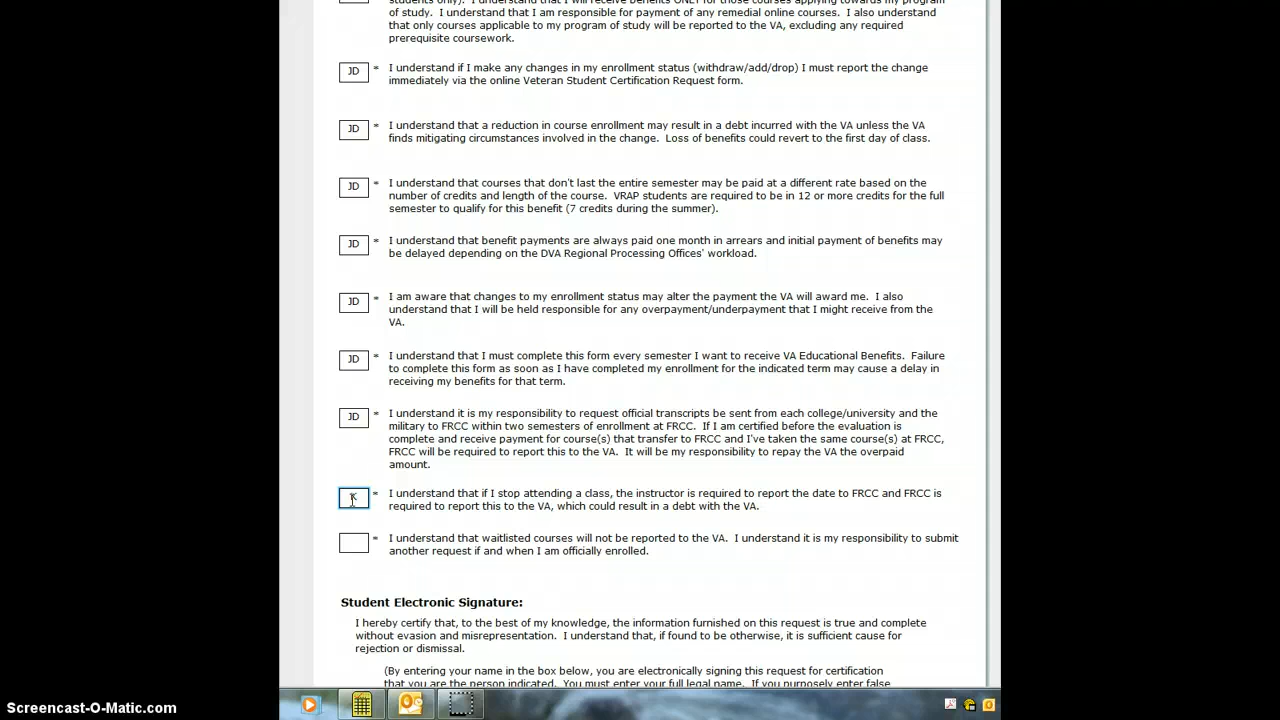 students only). I understand that I will receive benefits ONLY for those courses applying towards my program
of study. I understand that I am responsible for payment of any remedial online courses. I also understand
that only courses applicable to my program of study will be reported to the VA, excluding any required
prerequisite coursework.
JD * I understand if I make any changes in my enrollment status (withdraw/add/drop) I must report the change
immediately via the online Veteran Student Certification Request form.
JD * I understand that a reduction in course enrollment may result in a debt incurred with the VA unless the VA
finds mitigating circumstances involved in the change. Loss of benefits could revert to the first day of class.
JD * I understand that courses that don't last the entire semester may be paid at a different rate based on the
number of credits and length of the course. VRAP students are required to be in 12 or more credits for the full
semester to qualify for this benefit (7 credits during the summer).
JD * I understand that benefit payments are always paid one month in arrears and initial payment of benefits may
be delayed depending on the DVA Regional Processing Offices' workload.
JD * I am aware that changes to my enrollment status may alter the payment the VA will award me. I also
understand that I will be held responsible for any overpayment/underpayment that I might receive from the
VA.
JD * I understand that I must complete this form every semester I want to receive VA Educational Benefits. Failure
to complete this form as soon as I have completed my enrollment for the indicated term may cause a delay in
receiving my benefits for that term.
JD * I understand it is my responsibility to request official transcripts be sent from each college/university and the
military to FRCC within two semesters of enrollment at FRCC. If I am certified before the evaluation is
complete and receive payment for course(s) that transfer to FRCC and I've taken the same course(s) at FRCC,
FRCC will be required to report this to the VA. It will be my responsibility to repay the VA the overpaid
amount.
* I understand that if I stop attending a class, the instructor is required to report the date to FRCC and FRCC is
required to report this to the VA, which could result in a debt with the VA.
* I understand that waitlisted courses will not be reported to the VA. I understand it is my responsibility to submit
another request if and when I am officially enrolled.
Student Electronic Signature:
I hereby certify that, to the best of my knowledge, the information furnished on this request is true and complete
without evasion and misrepresentation. I understand that, if found to be otherwise, it is sufficient cause for
rejection or dismissal.
(By entering your name in the box below, you are electronically signing this request for certification
that you are the person indicated. You must enter your full legal name. If you purposely enter false
Screencast-O-Matic.com